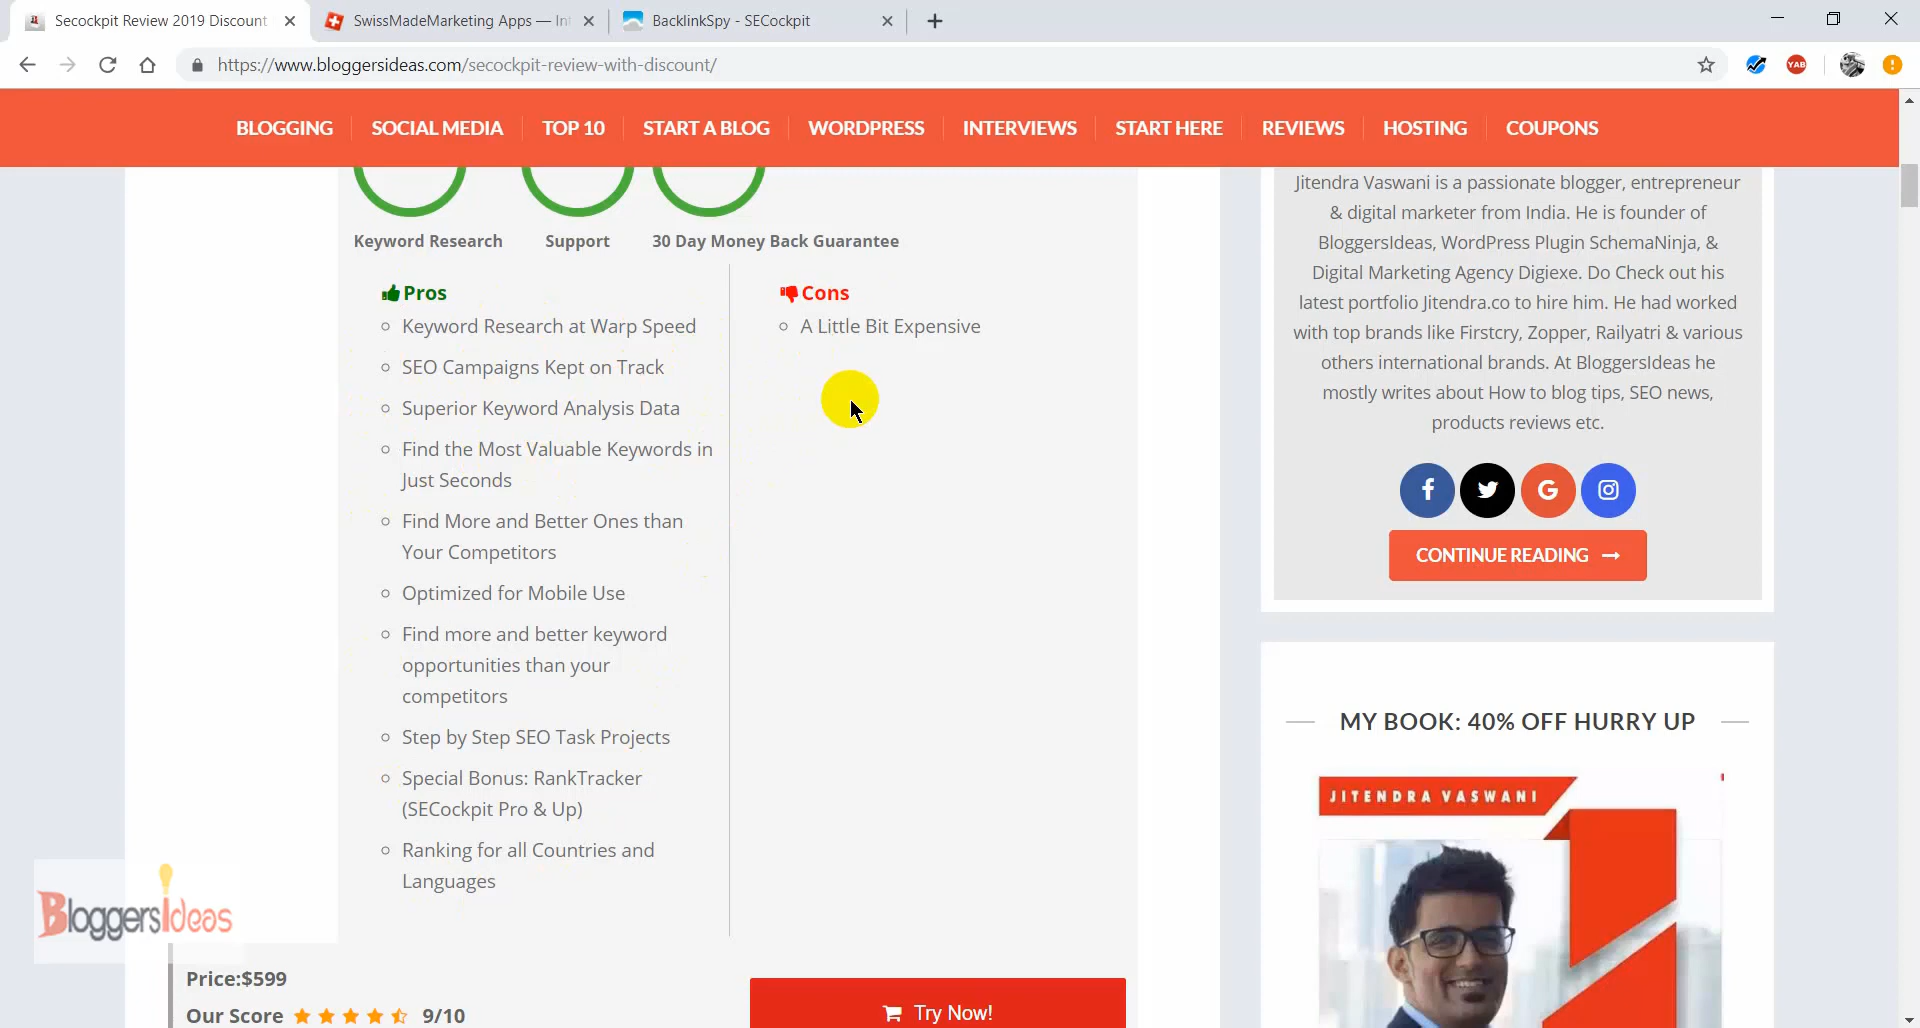 Secockpit Review 2019 Discount
SwissMadeMarketing Apps — In
BacklinkSpy - SECockpit
https://www.bloggersideas.com/secockpit-review-with-discount/
YAB
BLOGGING
SOCIAL MEDIA
TOP 10
START A BLOG
WORDPRESS
INTERVIEWS
START HERE
REVIEWS
HOSTING
COUPONS
Keyword Research
Support
30 Day Money Back Guarantee
Pros
Keyword Research at Warp Speed
SEO Campaigns Kept on Track
Superior Keyword Analysis Data
Find the Most Valuable Keywords in
Just Seconds
Find More and Better Ones than
Your Competitors
Optimized for Mobile Use
Find more and better keyword
opportunities than your
competitors
Step by Step SEO Task Projects
Special Bonus: RankTracker
(SECockpit Pro & Up)
Ranking for all Countries and
Languages
Cons
A Little Bit Expensive
Price:$599
Our Score 9/10
Try Now!
BloggersIdeas
Jitendra Vaswani is a passionate blogger, entrepreneur
& digital marketer from India. He is founder of
BloggersIdeas, WordPress Plugin SchemaNinja, &
Digital Marketing Agency Digiexe. Do Check out his
latest portfolio Jitendra.co to hire him. He had worked
with top brands like Firstcry, Zopper, Railyatri & various
others international brands. At BloggersIdeas he
mostly writes about How to blog tips, SEO news,
products reviews etc.
CONTINUE READING
MY BOOK: 40% OFF HURRY UP
JITENDRA VASWANI